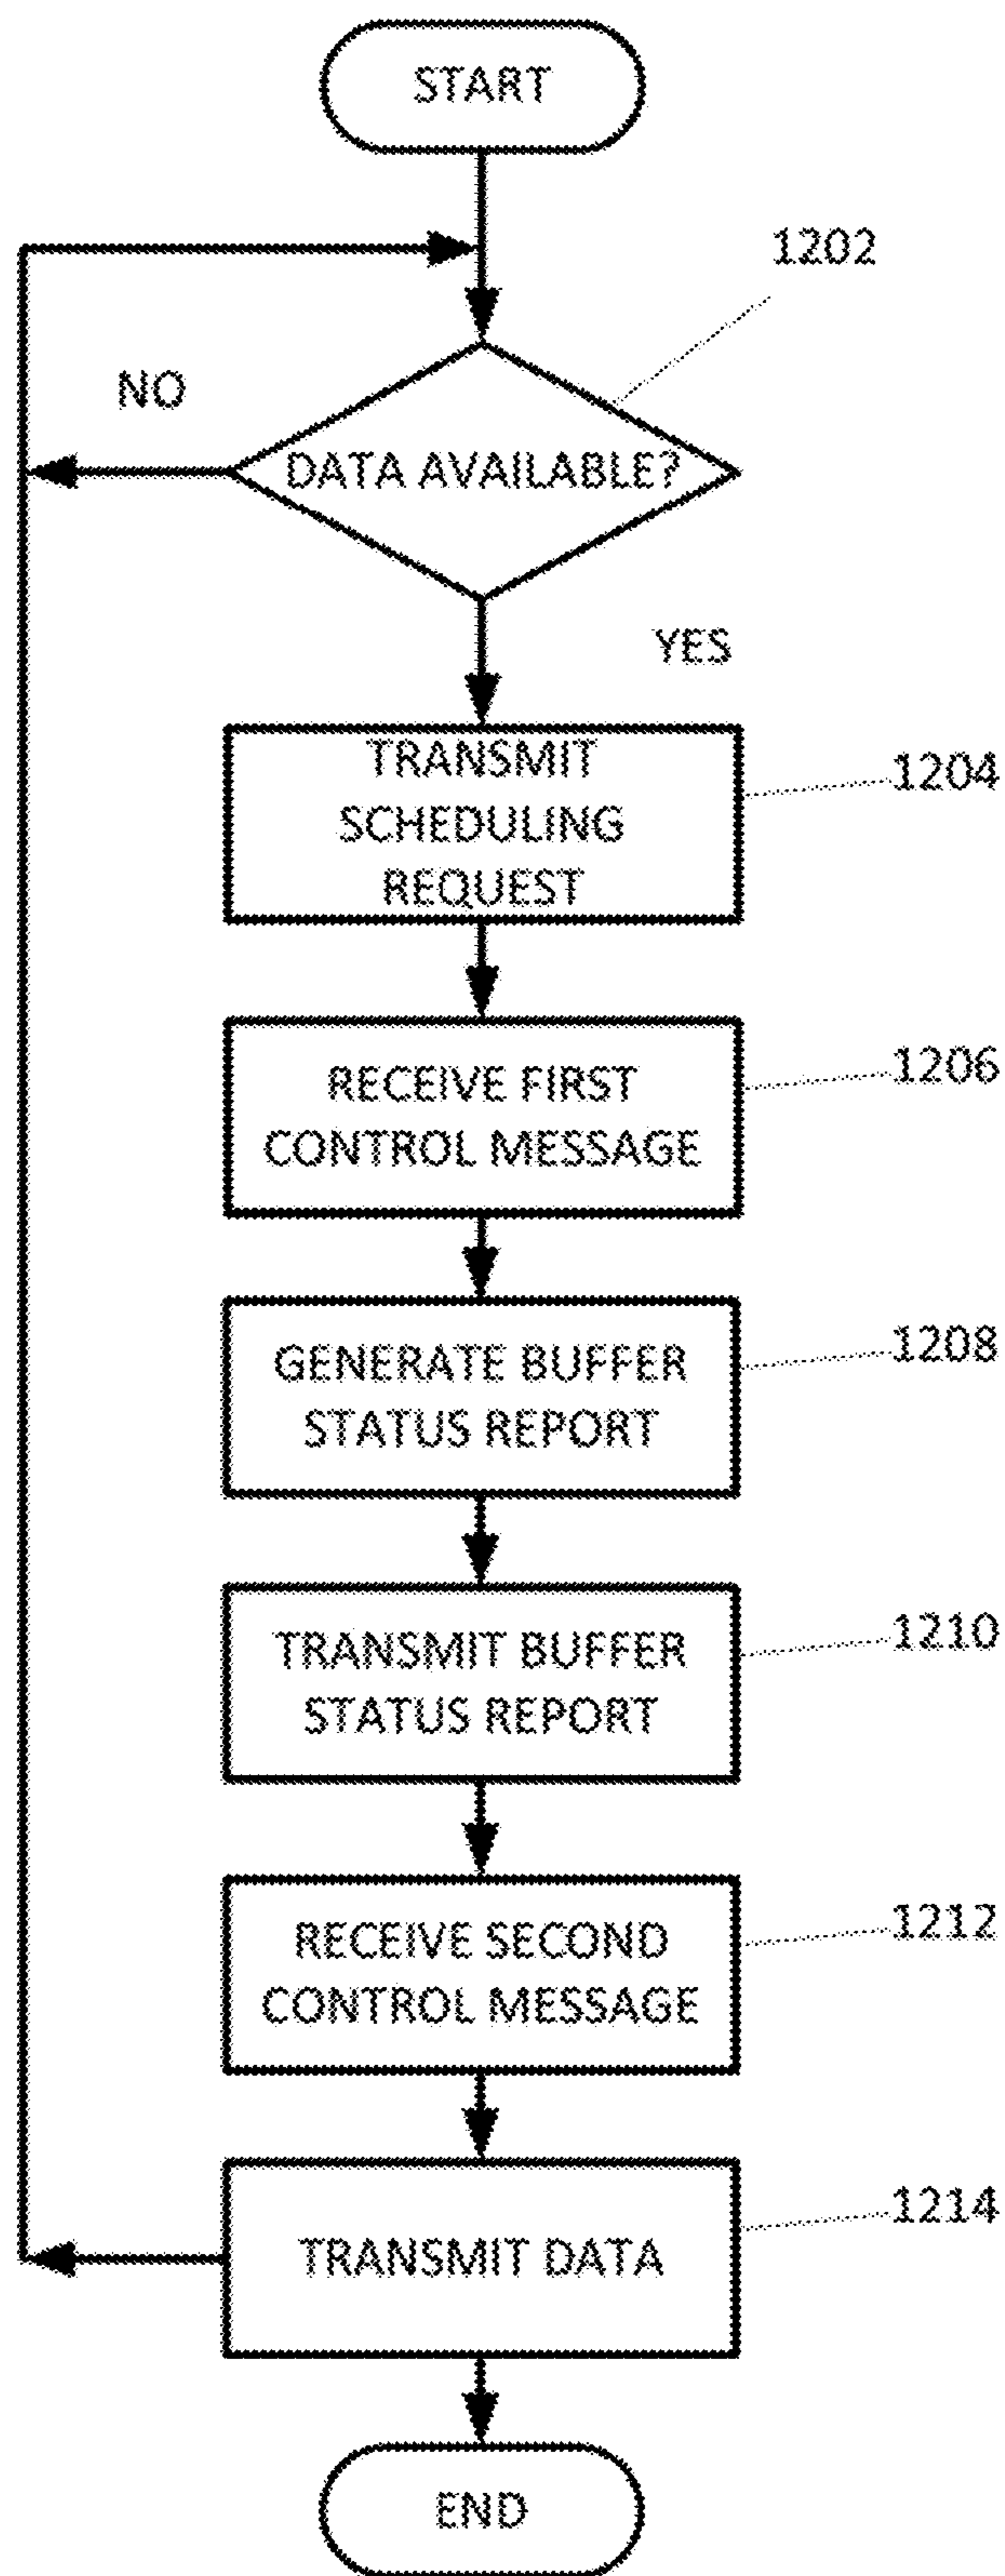 START
1202
NO
DATA AVAILABLE?
YES
TRANSMIT
SCHEDULING
REQUEST
1204
RECEIVE FIRST
CONTROL MESSAGE
1206
GENERATE BUFFER
STATUS REPORT
1208
TRANSMIT BUFFER
STATUS REPORT
1210
RECEIVE SECOND
CONTROL MESSAGE
1212
TRANSMIT DATA
1214
END